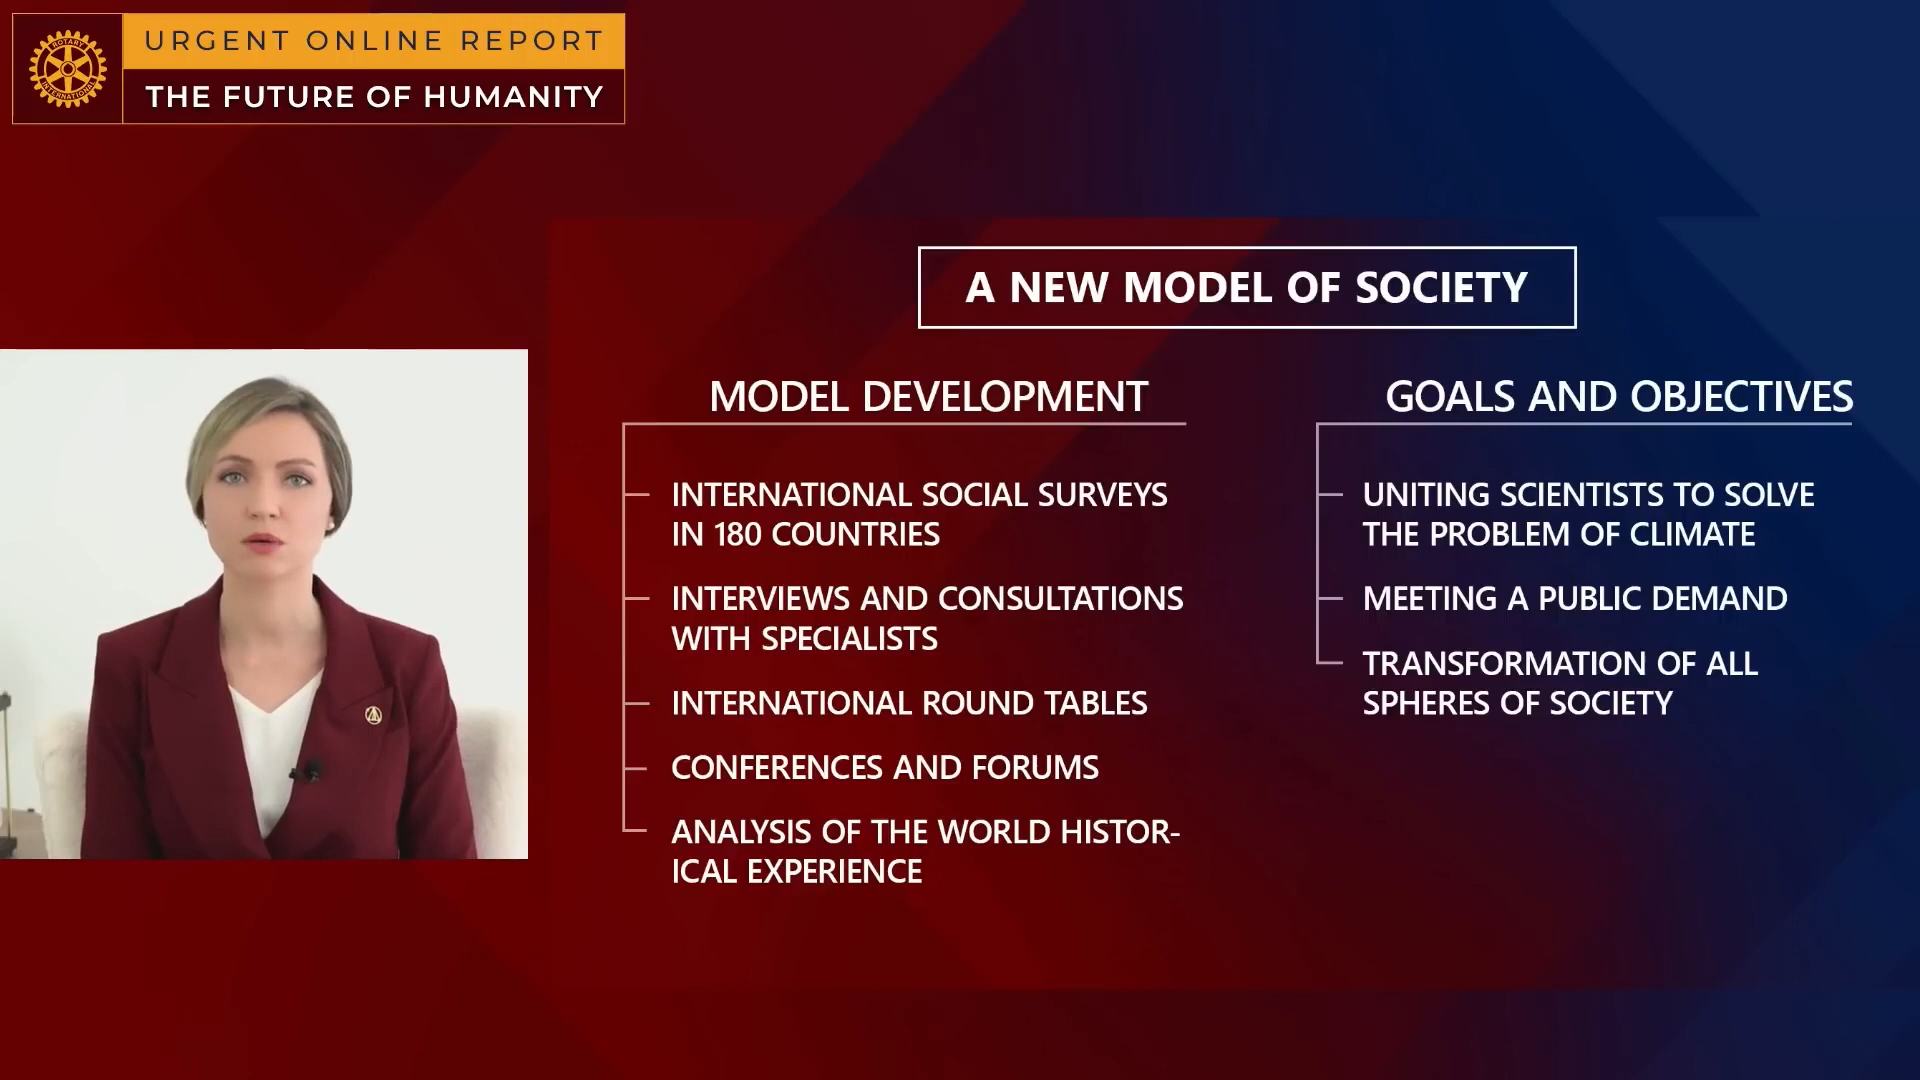 ROTARY
INTERNATIONAL
URGENT ONLINE REPORT
THE FUTURE OF HUMANITY
A NEW MODEL OF SOCIETY
MODEL DEVELOPMENT
INTERNATIONAL SOCIAL SURVEYS
IN 180 COUNTRIES
INTERVIEWS AND CONSULTATIONS
WITH SPECIALISTS
INTERNATIONAL ROUND TABLES
CONFERENCES AND FORUMS
ANALYSIS OF THE WORLD HISTOR-
ICAL EXPERIENCE
GOALS AND OBJECTIVES
UNITING SCIENTISTS TO SOLVE
THE PROBLEM OF CLIMATE
MEETING A PUBLIC DEMAND
TRANSFORMATION OF ALL
SPHERES OF SOCIETY